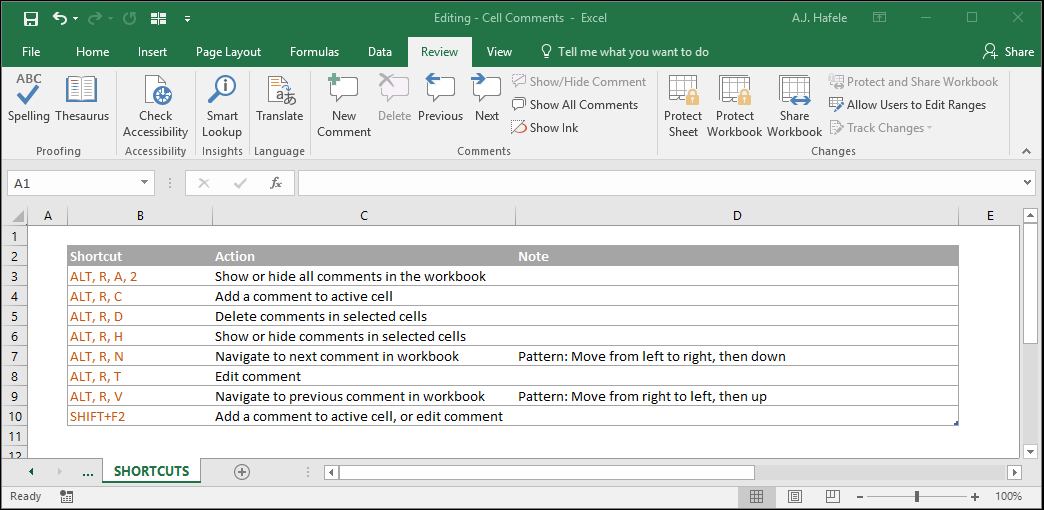 Editing - Cell Comments - Excel
A.J. Hafele
File Home Insert Page Layout Formulas Data Review View Tell me what you want to do Share
ABC
Spelling Thesaurus
Proofing
Check Accessibility
Accessibility
Smart Lookup
Insights
Translate
Language
New Comment
Delete
Previous
Next
Show/Hide Comment
Show All Comments
Show Ink
Comments
Protect Sheet
Protect Workbook
Share Workbook
Protect and Share Workbook
Allow Users to Edit Ranges
Track Changes
Changes
A1 fx
A B C D E
1
2 Shortcut Action Note
3 ALT, R, A, 2 Show or hide all comments in the workbook
4 ALT, R, C Add a comment to active cell
5 ALT, R, D Delete comments in selected cells
6 ALT, R, H Show or hide comments in selected cells
7 ALT, R, N Navigate to next comment in workbook Pattern: Move from left to right, then down
8 ALT, R, T Edit comment
9 ALT, R, V Navigate to previous comment in workbook Pattern: Move from right to left, then up
10 SHIFT+F2 Add a comment to active cell, or edit comment
11
12
... SHORTCUTS
Ready 100%